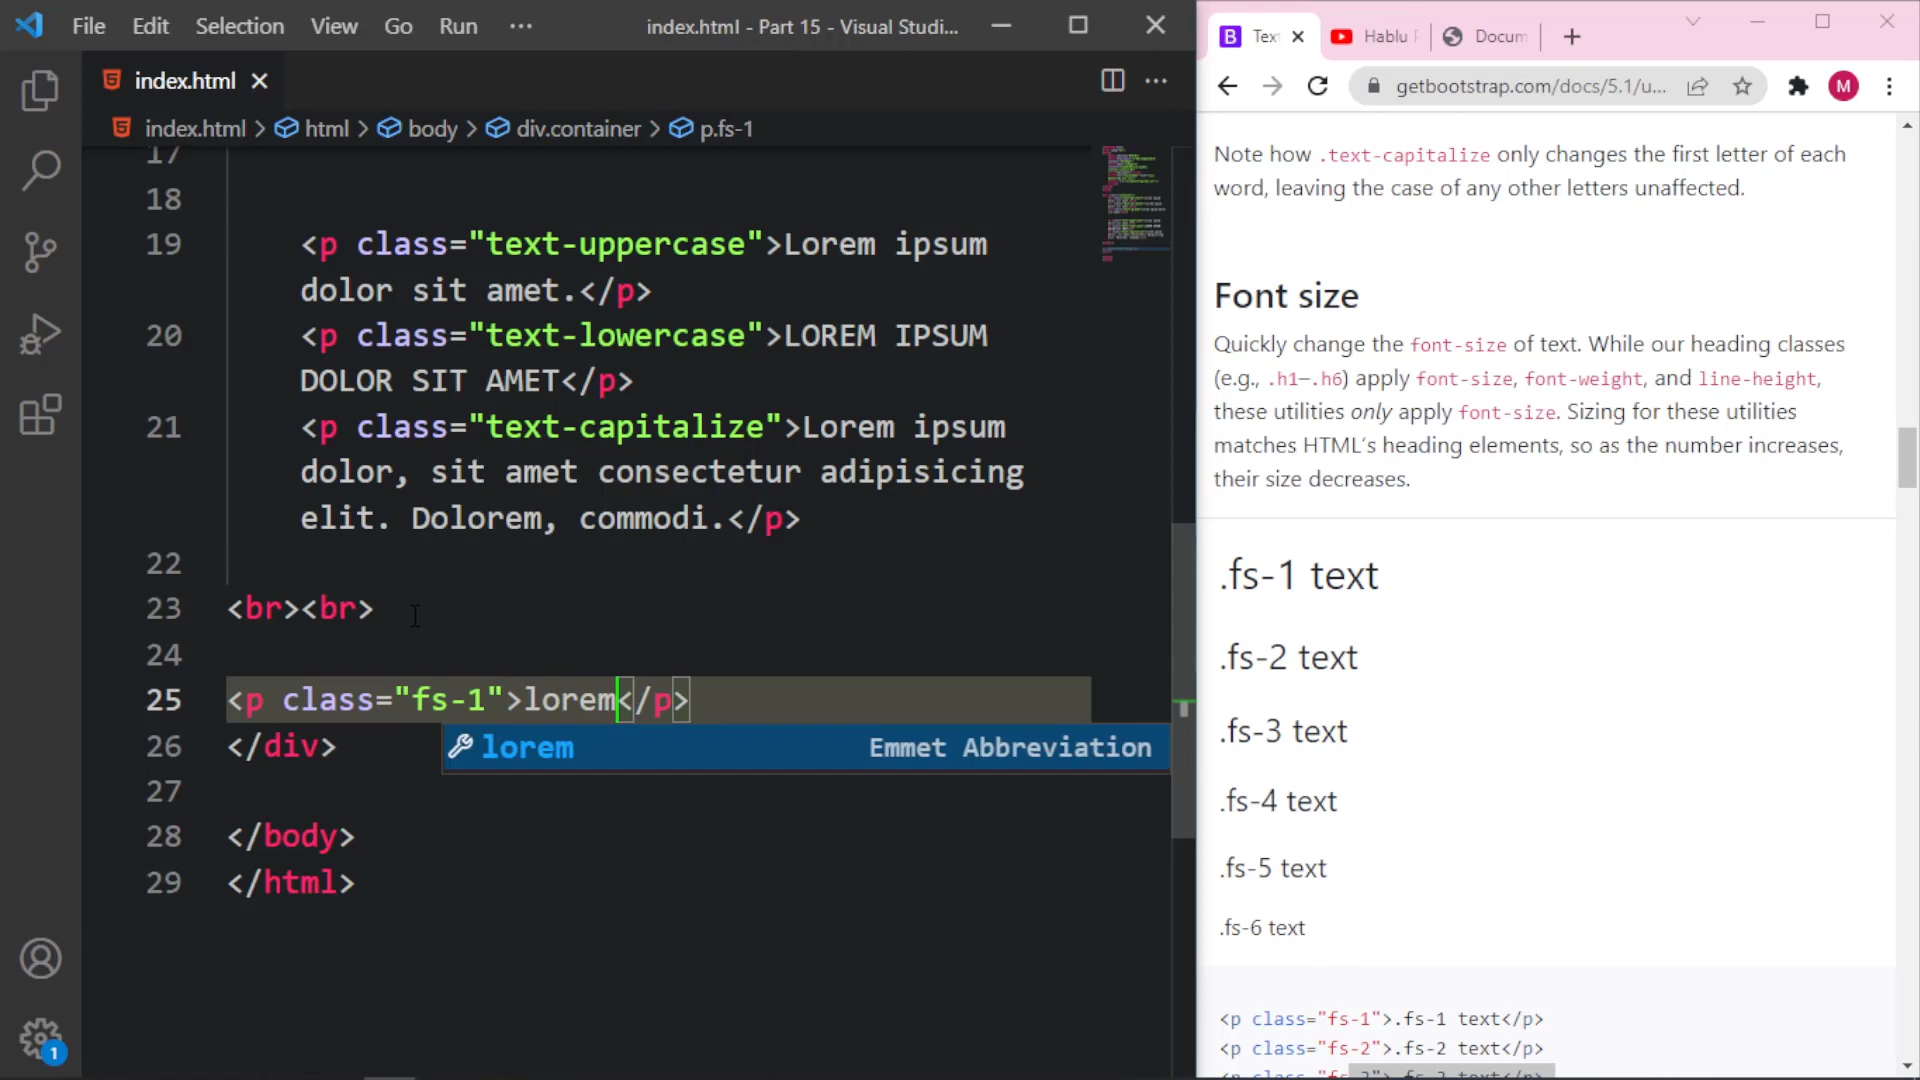 File Edit Selection View Go Run ··· index.html - Part 15 - Visual Studi...
index.html
index.html > html > body > div.container > p.fs-1
17
18
19 <p class="text-uppercase">Lorem ipsum
dolor sit amet.</p>
20 <p class="text-lowercase">LOREM IPSUM
DOLOR SIT AMET</p>
21 <p class="text-capitalize">Lorem ipsum
dolor, sit amet consectetur adipisicing
elit. Dolorem, commodi.</p>
22
23 <br><br>
24
25 <p class="fs-1">lorem</p>
26 </div>
lorem Emmet Abbreviation
27
28 </body>
29 </html>
1
Tex Hablu Docum
getbootstrap.com/docs/5.1/u... M
Note how .text-capitalize only changes the first letter of each
word, leaving the case of any other letters unaffected.
Font size
Quickly change the font-size of text. While our heading classes
(e.g., .h1–.h6) apply font-size, font-weight, and line-height,
these utilities only apply font-size. Sizing for these utilities
matches HTML's heading elements, so as the number increases,
their size decreases.
.fs-1 text
.fs-2 text
.fs-3 text
.fs-4 text
.fs-5 text
.fs-6 text
<p class="fs-1">.fs-1 text</p>
<p class="fs-2">.fs-2 text</p>